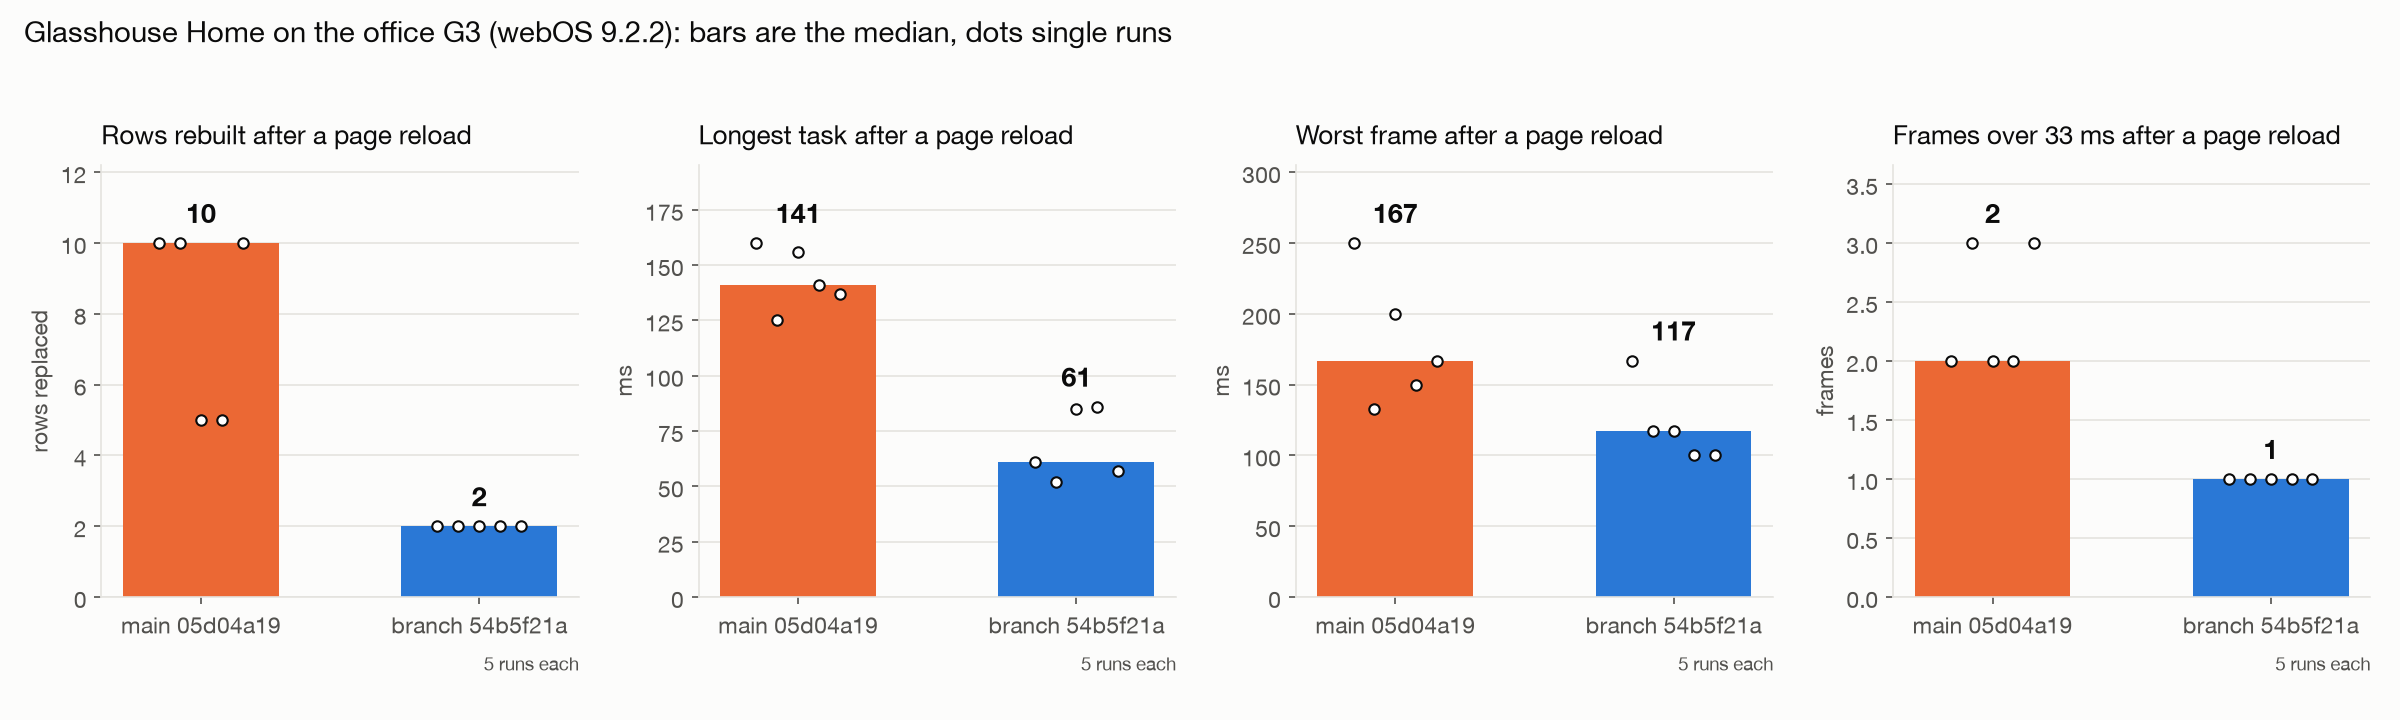 Glasshouse Home on the office G3 (webOS 9.2.2): bars are the median, dots single runs
Rows rebuilt after a page reload
12
10
8
6
4
2
0
rows replaced
10
2
main 05d04a19
branch 54b5f21a
5 runs each
Longest task after a page reload
175
150
125
100
75
50
25
0
ms
141
61
main 05d04a19
branch 54b5f21a
5 runs each
Worst frame after a page reload
300
250
200
150
100
50
0
ms
167
117
main 05d04a19
branch 54b5f21a
5 runs each
Frames over 33 ms after a page reload
3.5
3.0
2.5
2.0
1.5
1.0
0.5
0.0
frames
2
1
main 05d04a19
branch 54b5f21a
5 runs each